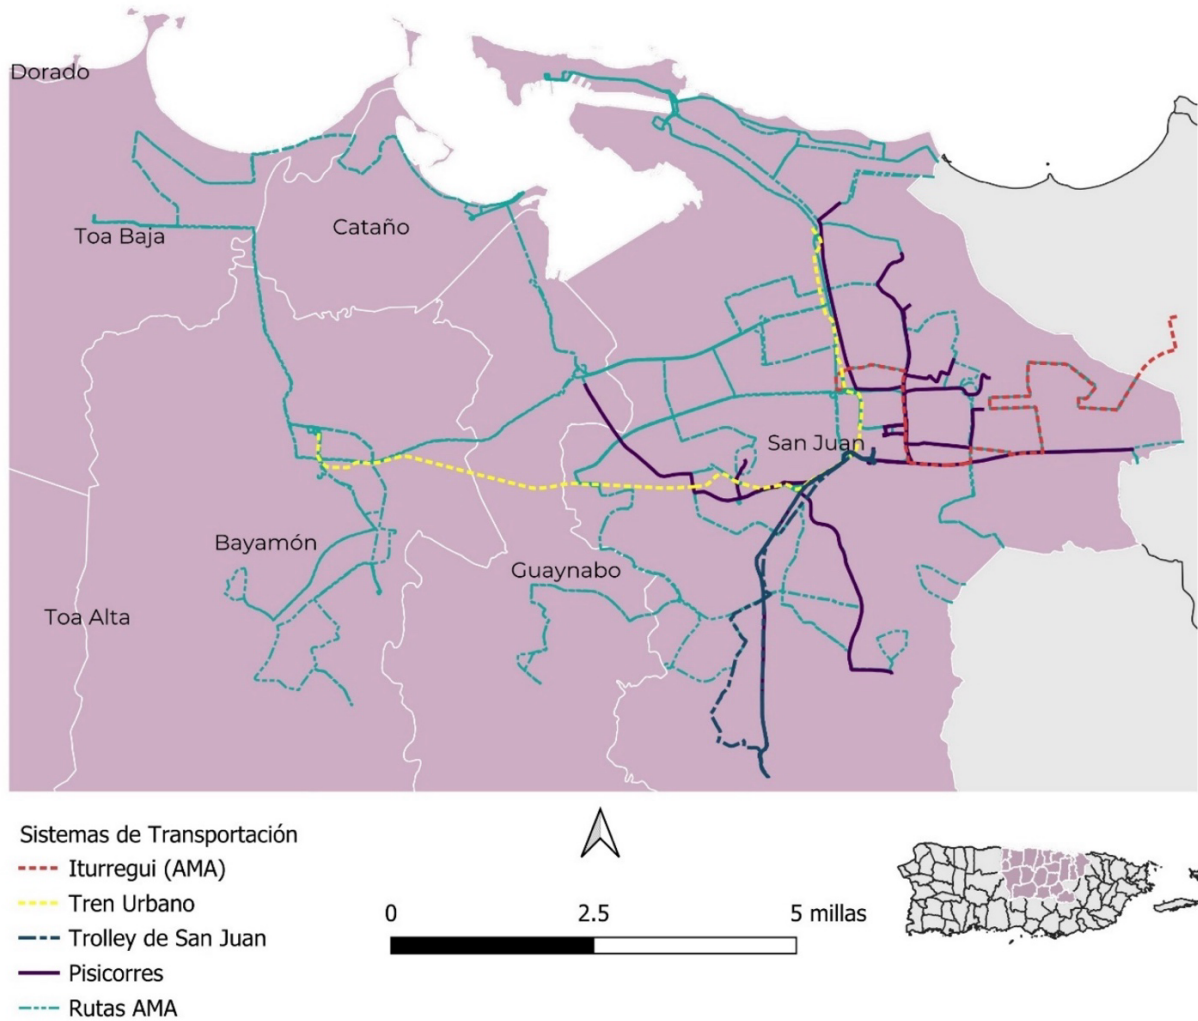 Dorado
Toa Baja
Cataño
San Juan
Bayamón
Guaynabo
Toa Alta
Sistemas de Transportación
Iturregui (AMA)
Tren Urbano
Trolley de San Juan
Pisicorres
Rutas AMA
0 2.5 5 millas